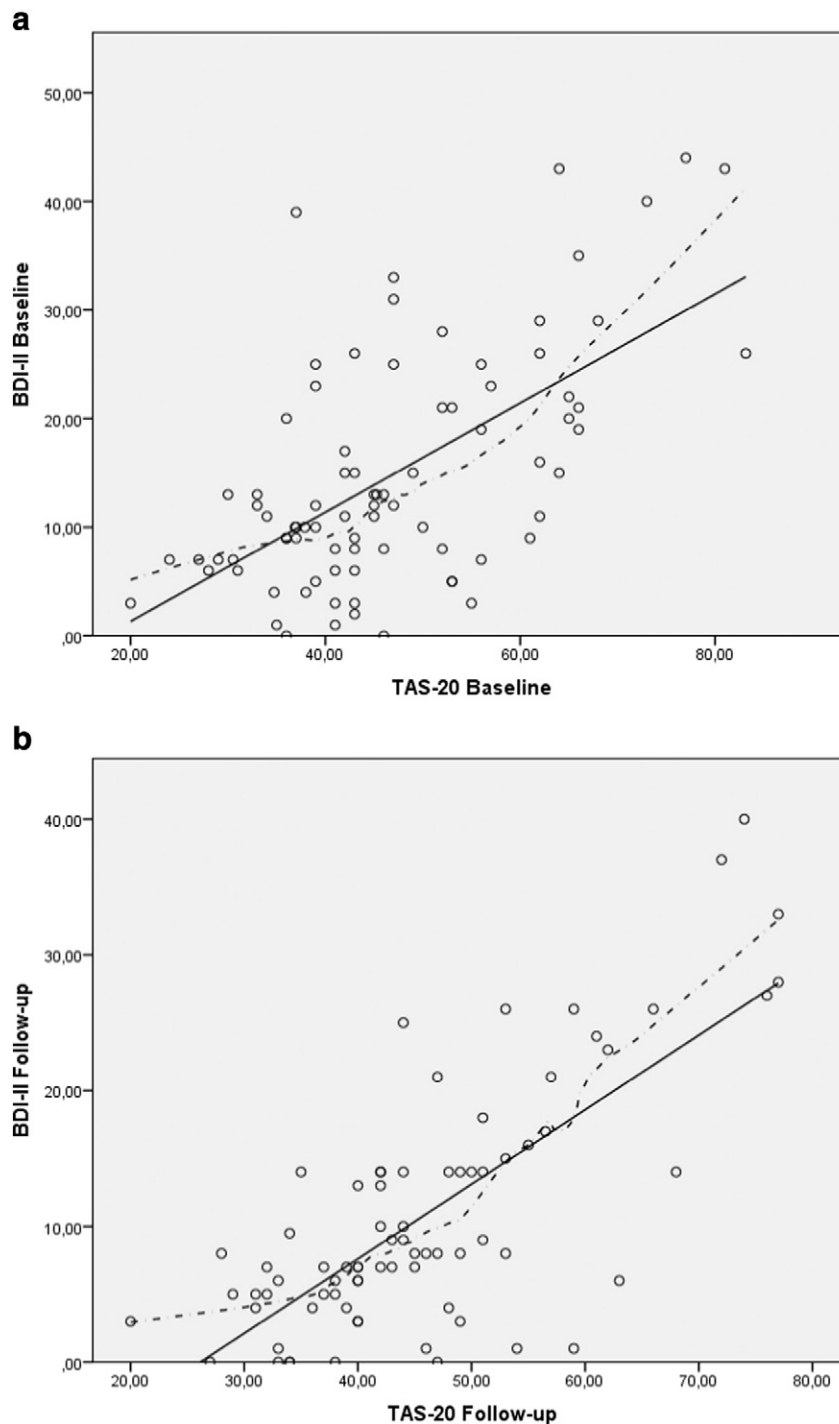 a
50,00
40,00
30,00
20,00
10,00
,00
BDI-II Baseline
20,00 40,00 60,00 80,00
TAS-20 Baseline
b
40,00
30,00
20,00
10,00
,00
BDI-II Follow-up
20,00 30,00 40,00 50,00 60,00 70,00 80,00
TAS-20 Follow-up